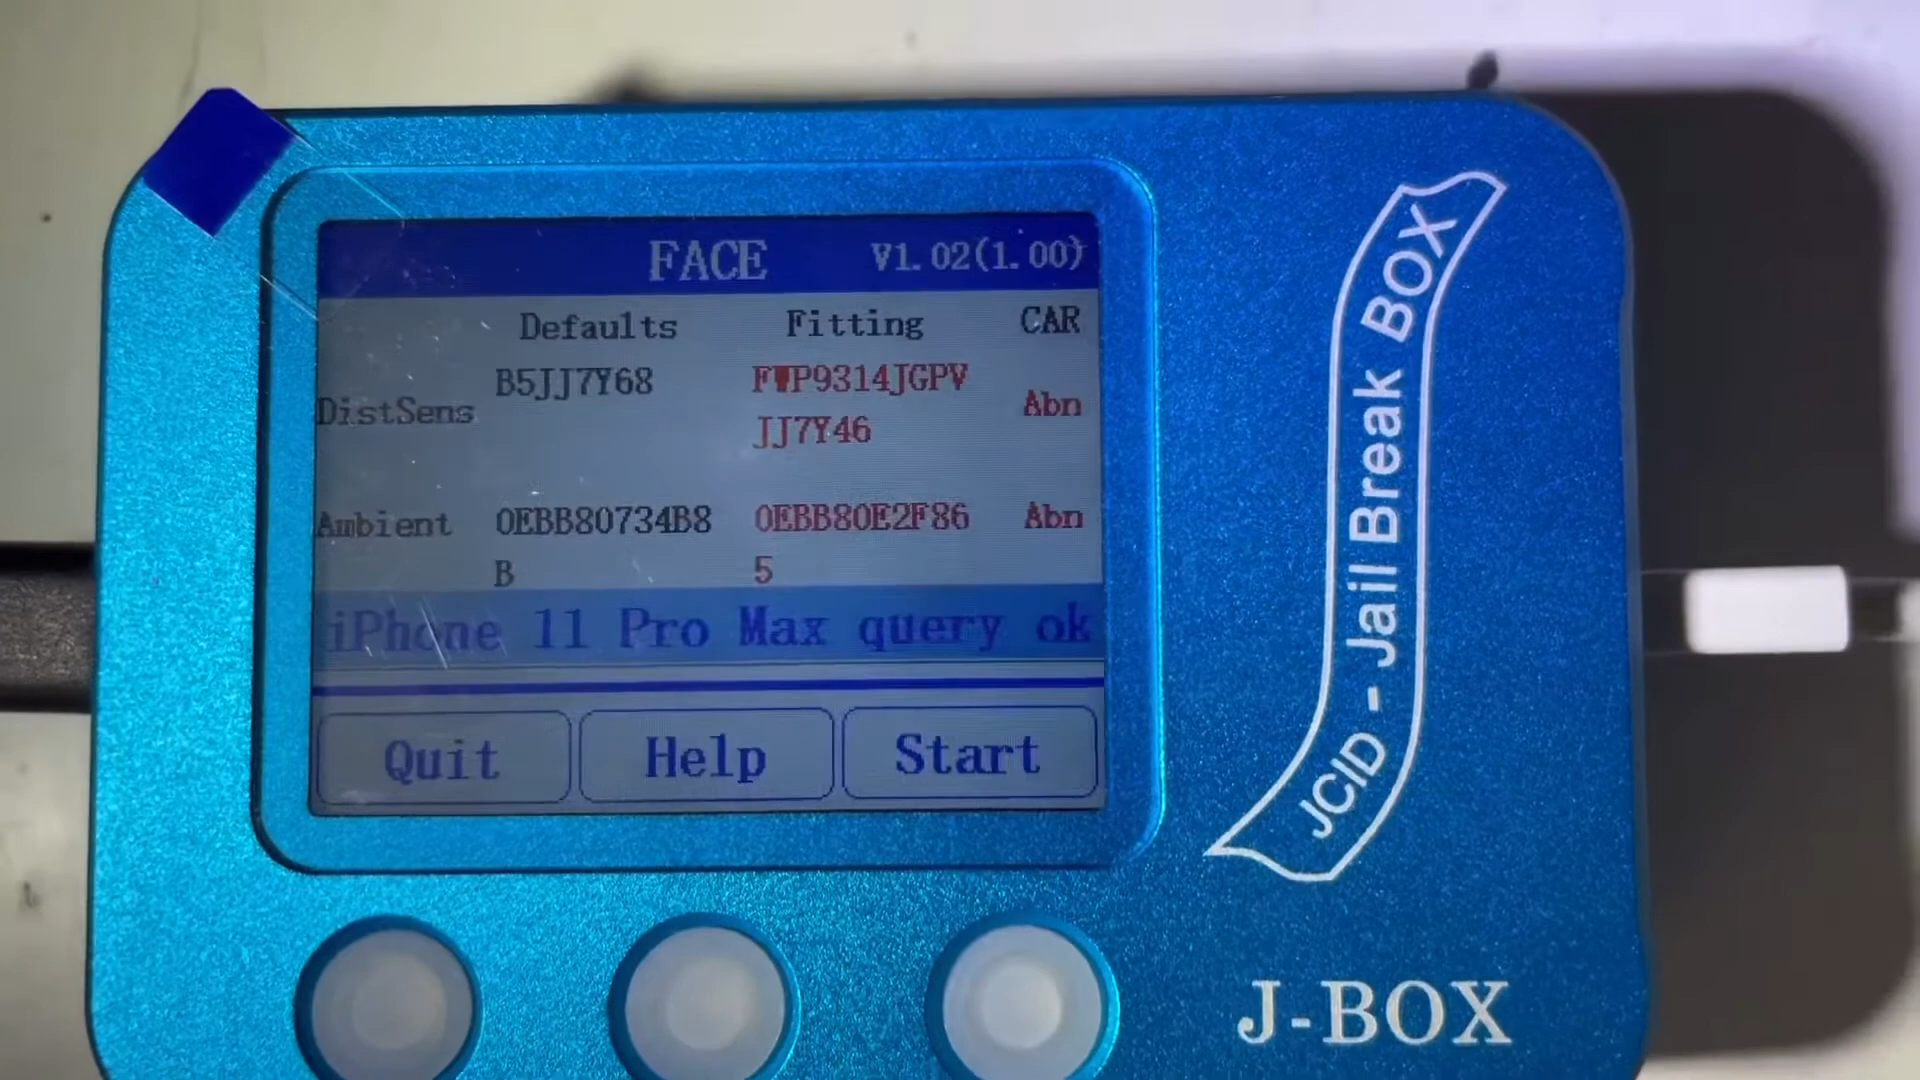 FACE V1.02(1.00)
Defaults Fitting CAR
DistSens B5JJ7Y68 FWP9314JGPV Abn
JJ7Y46
Ambient 0EBB80734B8 0EBB80E2F86 Abn
B 5
iPhone 11 Pro Max query ok
Quit Help Start
JCID - Jail Break BOX
J-BOX